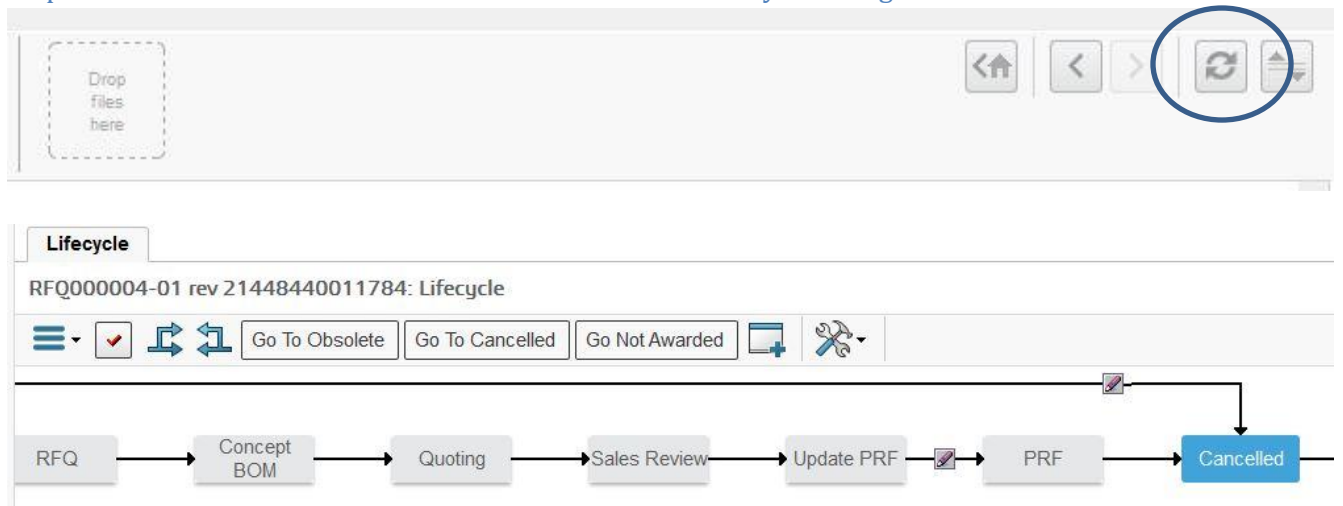 Drop
files
here
Lifecycle
RFQ000004-01 rev 21448440011784: Lifecycle
Go To Obsolete
Go To Cancelled
Go Not Awarded
RFQ
Concept
BOM
Quoting
Sales Review
Update PRF
PRF
Cancelled